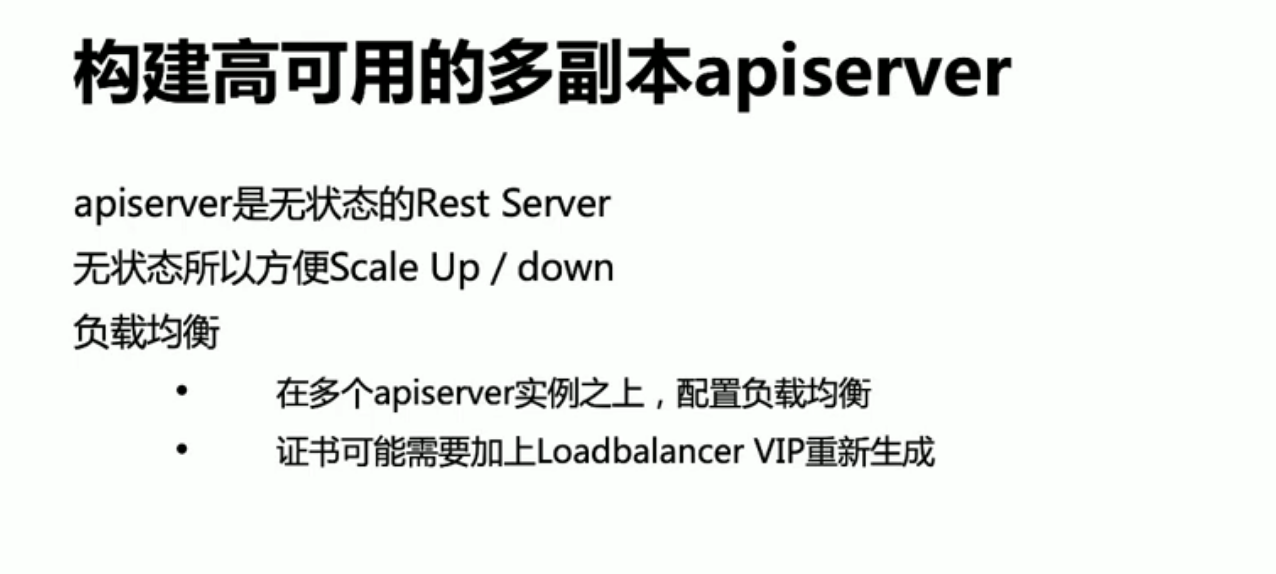 构建高可用的多副本apiserver
apiserver是无状态的Rest Server
无状态所以方便Scale Up / down
负载均衡
• 在多个apiserver实例之上，配置负载均衡
• 证书可能需要加上Loadbalancer VIP重新生成